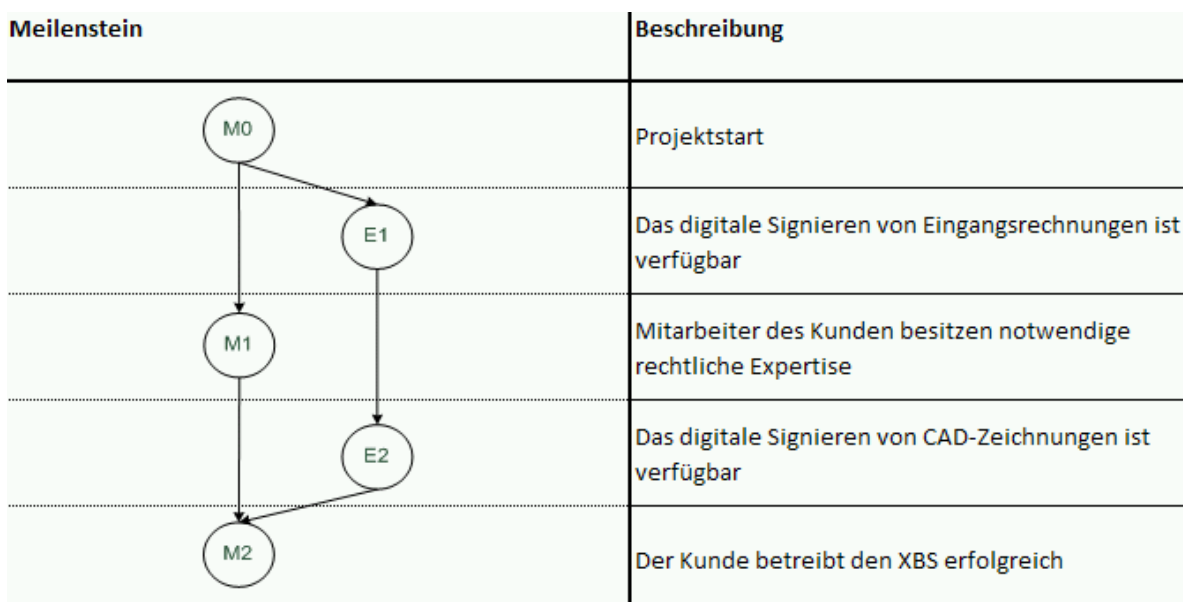 Meilenstein
Beschreibung
M0
Projektstart
E1
Das digitale Signieren von Eingangsrechnungen ist
verfügbar
M1
Mitarbeiter des Kunden besitzen notwendige
rechtliche Expertise
E2
Das digitale Signieren von CAD-Zeichnungen ist
verfügbar
M2
Der Kunde betreibt den XBS erfolgreich